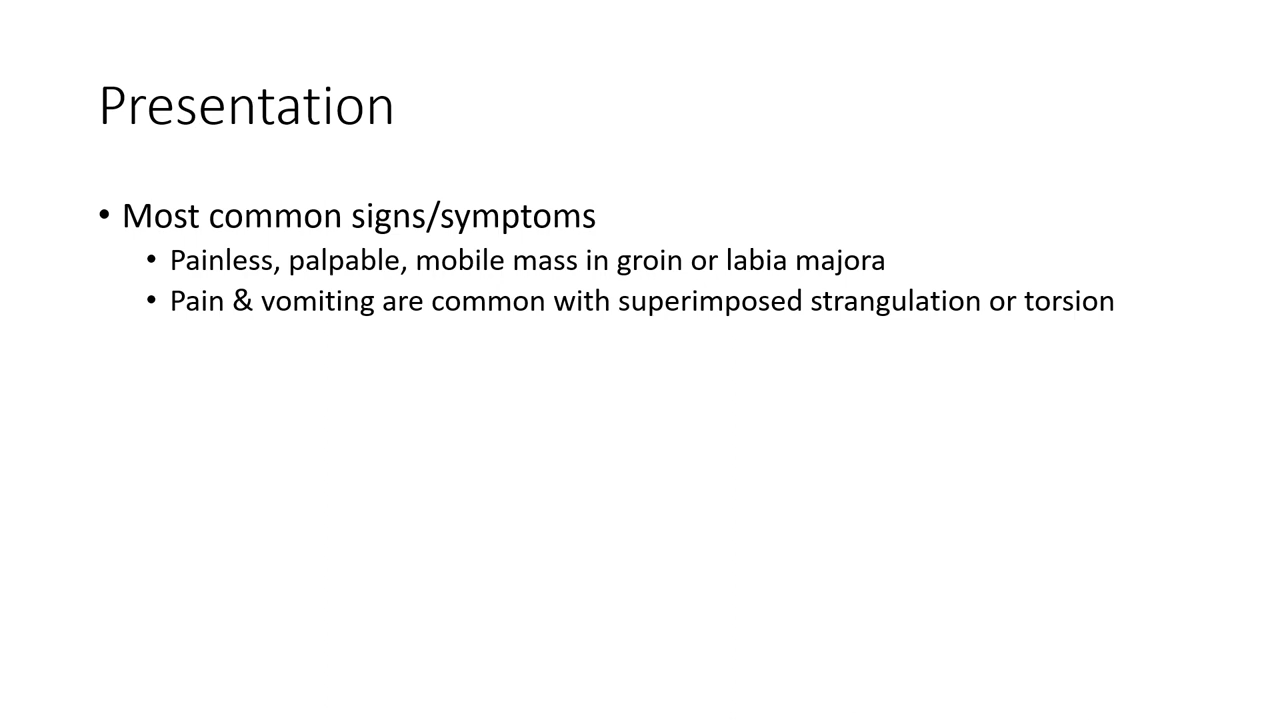 Presentation
• Most common signs/symptoms
• Painless, palpable, mobile mass in groin or labia majora
• Pain & vomiting are common with superimposed strangulation or torsion